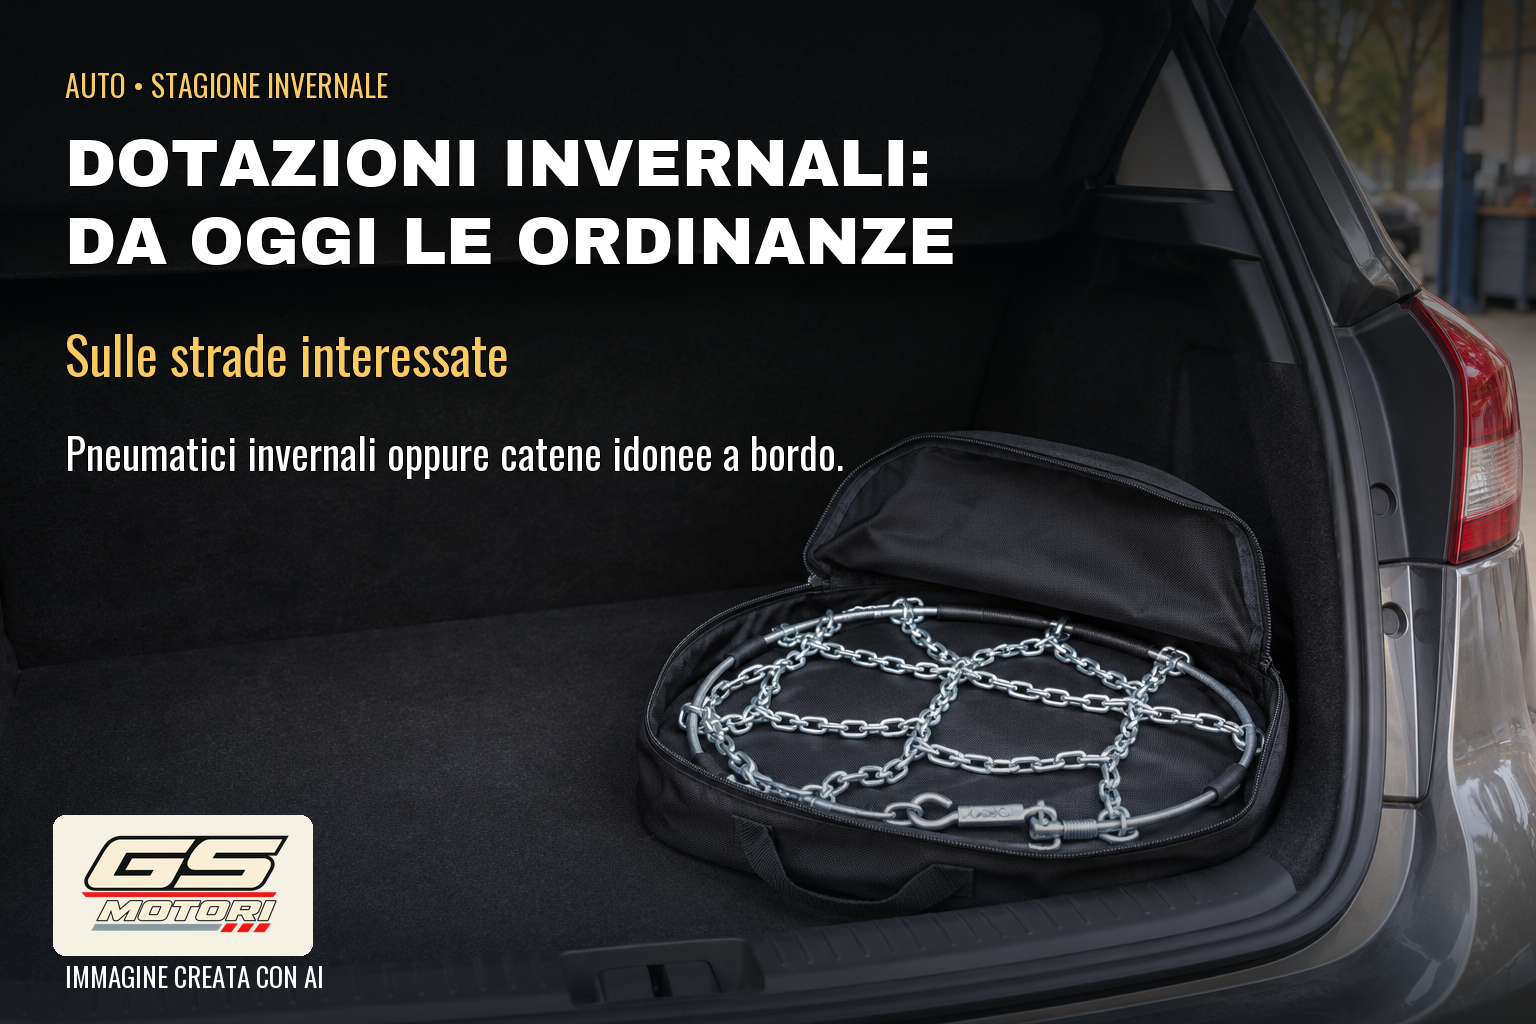 AUTO • STAGIONE INVERNALE
DOTAZIONI INVERNALI:
DA OGGI LE ORDINANZE
Sulle strade interessate
Pneumatici invernali oppure catene idonee a bordo.
GS
MOTORI
IMMAGINE CREATA CON AI